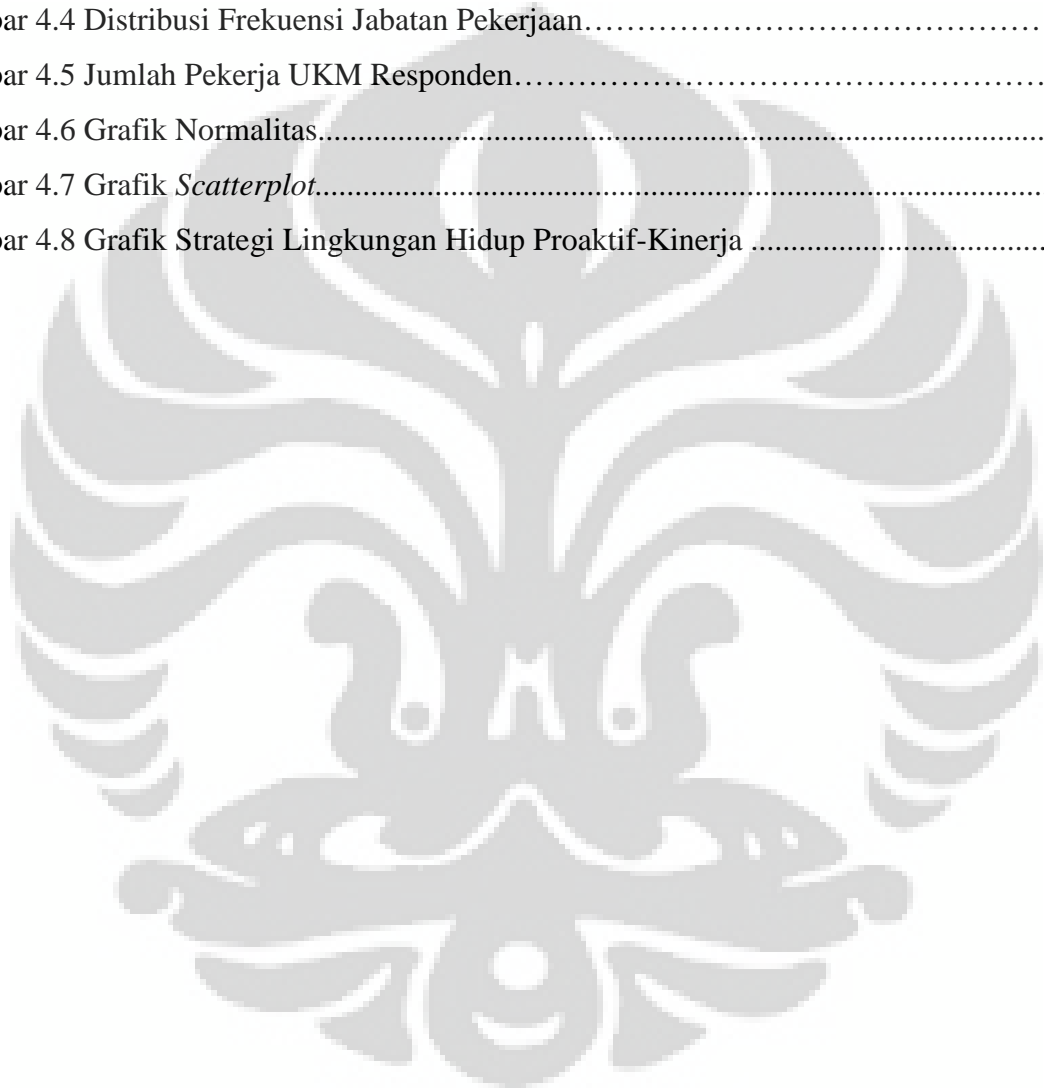 bar 4.4 Distribusi Frekuensi Jabatan Pekerjaan……………………………………
bar 4.5 Jumlah Pekerja UKM Responden…………………………………………
bar 4.6 Grafik Normalitas..........................................................................................
bar 4.7 Grafik Scatterplot..........................................................................................
bar 4.8 Grafik Strategi Lingkungan Hidup Proaktif-Kinerja ....................................